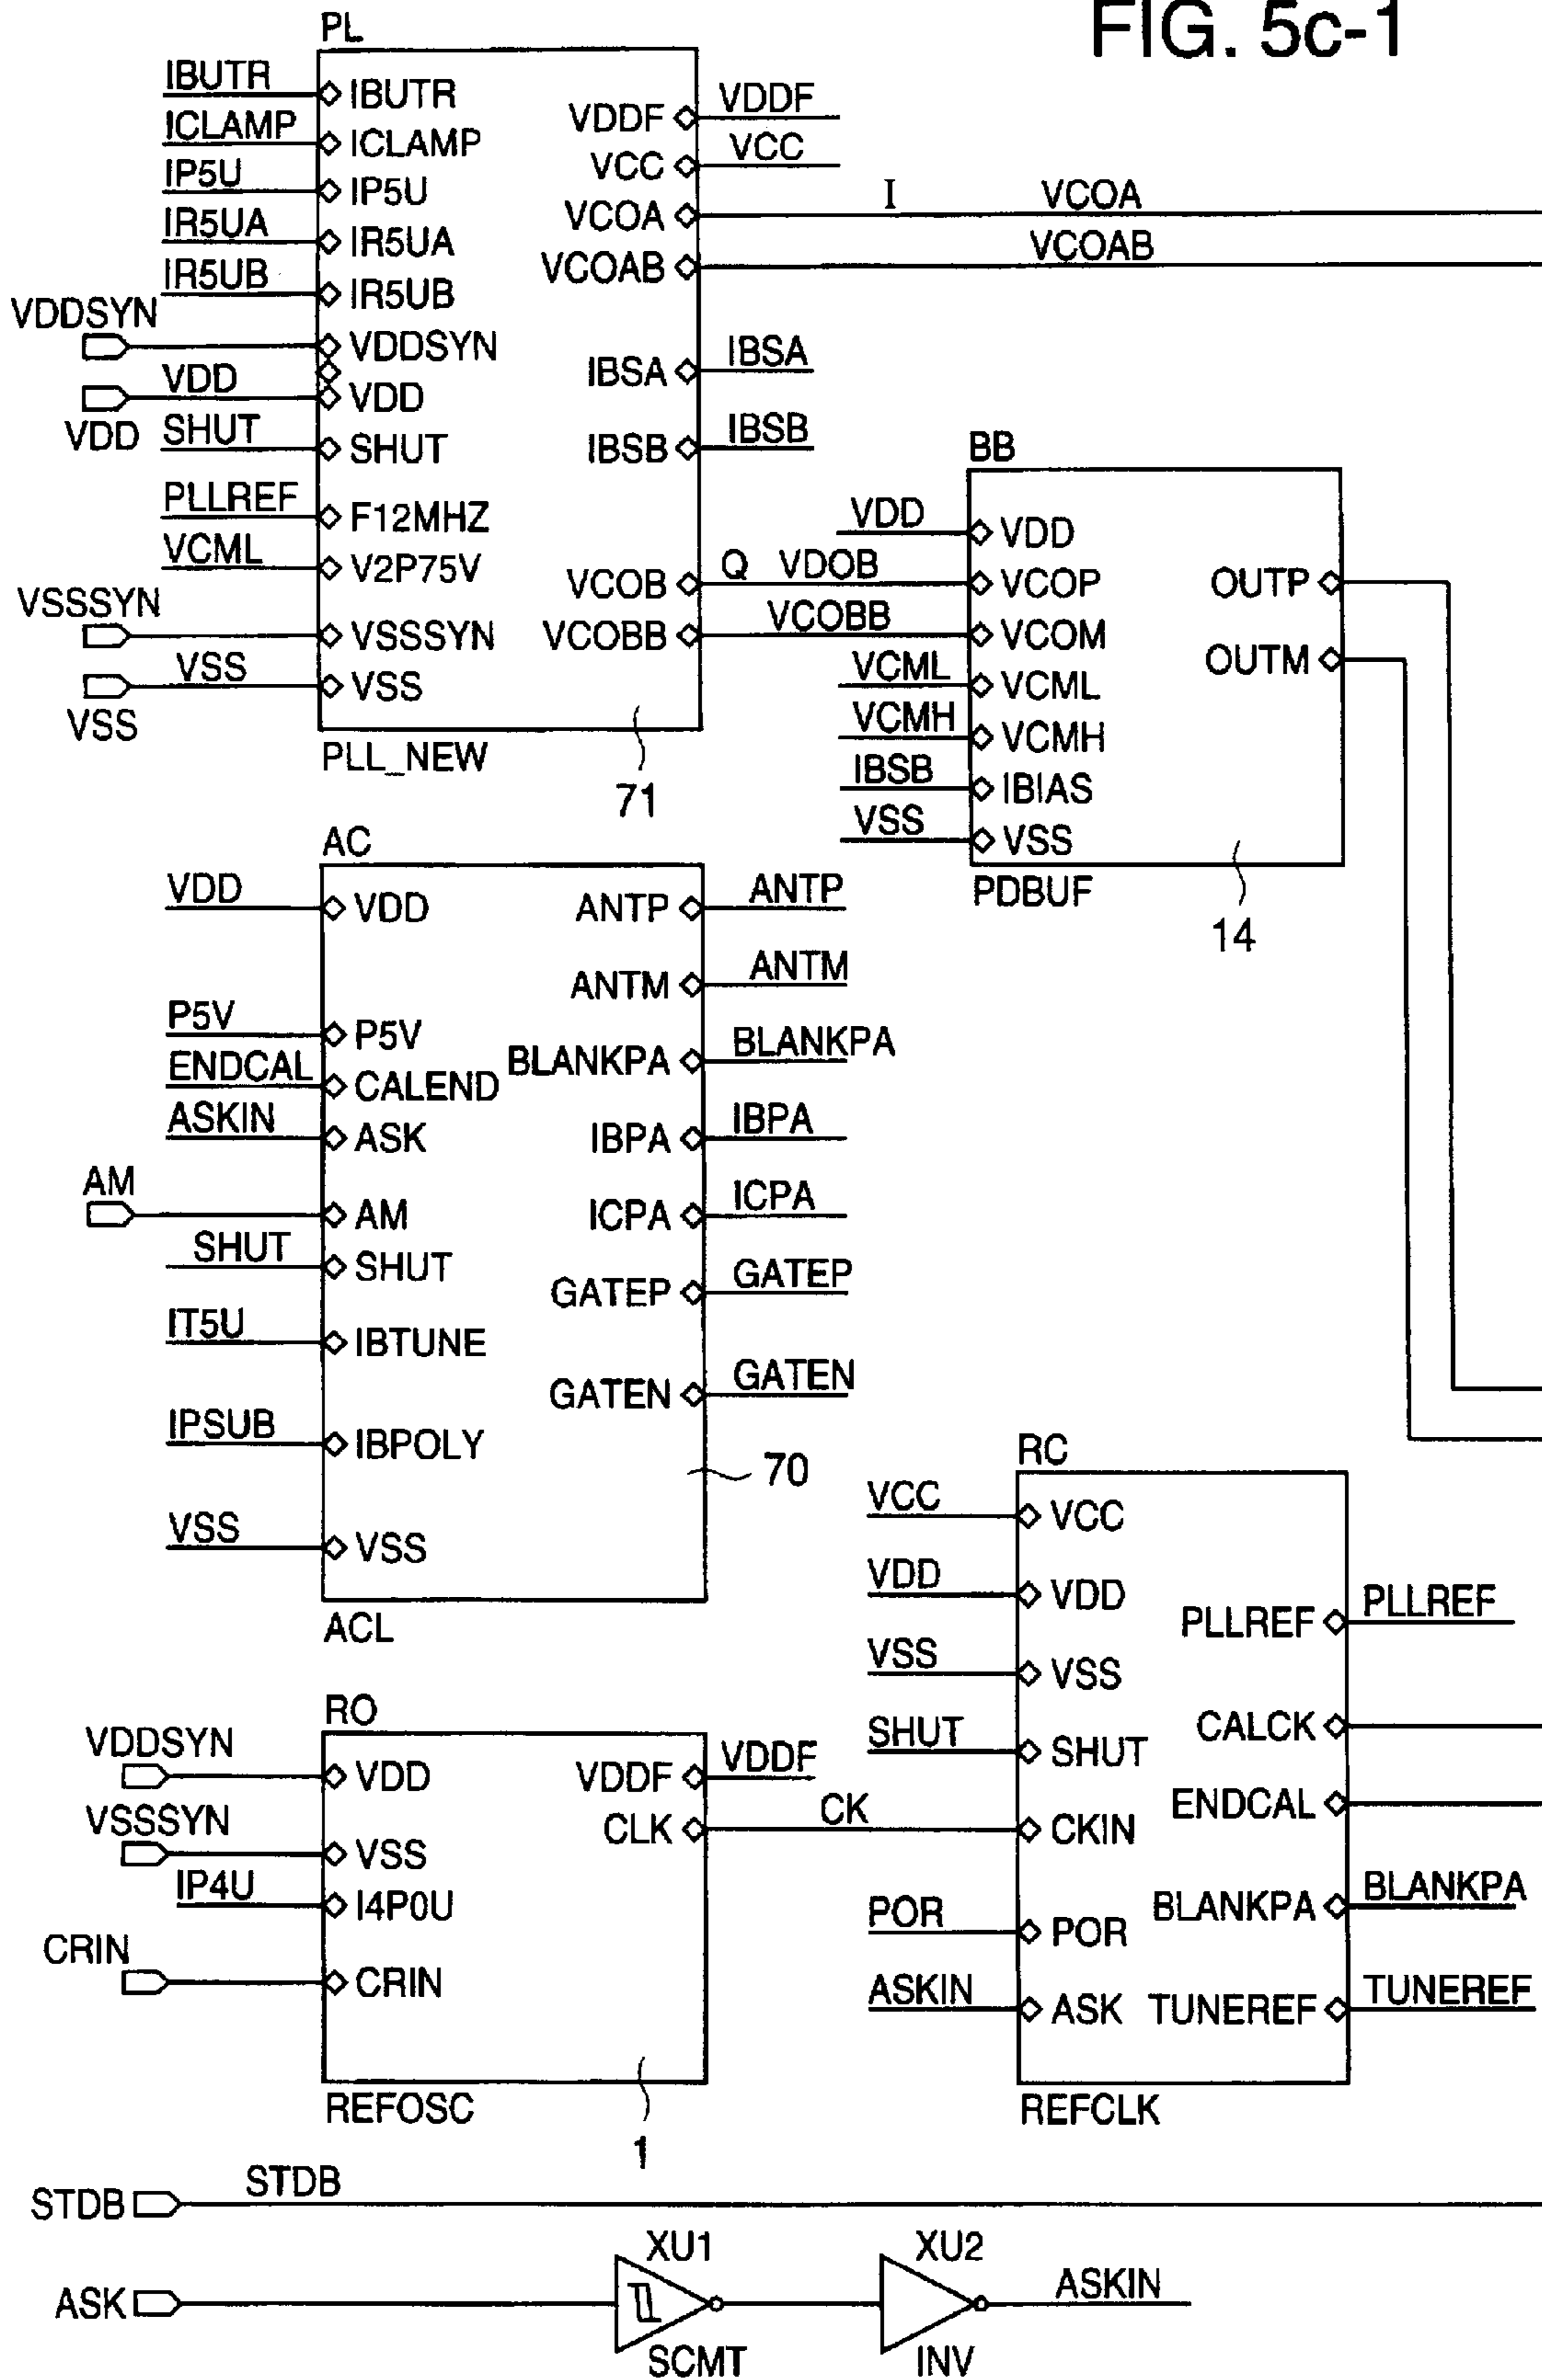 FIG. 5c-1
PL
IBUTR
ICLAMP
IP5U
IR5UA
IR5UB
VDDSYN
VDD
VDD
SHUT
PLLREF
VCML
VSSSYN
VSS
VSS
IBUTR
ICLAMP
IP5U
IR5UA
IR5UB
VDDSYN
VDD
SHUT
F12MHZ
V2P75V
VSSSYN
VSS
VDDF
VCC
VCOA
VCOAB
IBSA
IBSB
VCOB
VCOBB
VDDF
VCC
I VCOA
VCOAB
IBSA
IBSB
Q VDOB
VCOBB
PLL_NEW
71
BB
VDD
VCML
VCMH
IBSB
VSS
VDD
VCOP
VCOM
VCML
VCMH
IBIAS
VSS
OUTP
OUTM
PDBUF
14
AC
VDD
P5V
ENDCAL
ASKIN
AM
SHUT
IT5U
IPSUB
VSS
VDD
P5V
CALEND
ASK
AM
SHUT
IBTUNE
IBPOLY
VSS
ANTP
ANTM
BLANKPA
IBPA
ICPA
GATEP
GATEN
ANTP
ANTM
BLANKPA
IBPA
ICPA
GATEP
GATEN
70
ACL
RO
VDDSYN
VSSSYN
IP4U
CRIN
VDD
VSS
I4P0U
CRIN
VDDF
CLK
VDDF
CK
REFOSC
1
RC
VCC
VDD
VSS
SHUT
POR
ASKIN
VCC
VDD
VSS
SHUT
CKIN
POR
ASK
PLLREF
CALCK
ENDCAL
BLANKPA
TUNEREF
PLLREF
BLANKPA
TUNEREF
REFCLK
STDB
STDB
ASK
XU1
SCMT
XU2
INV
ASKIN